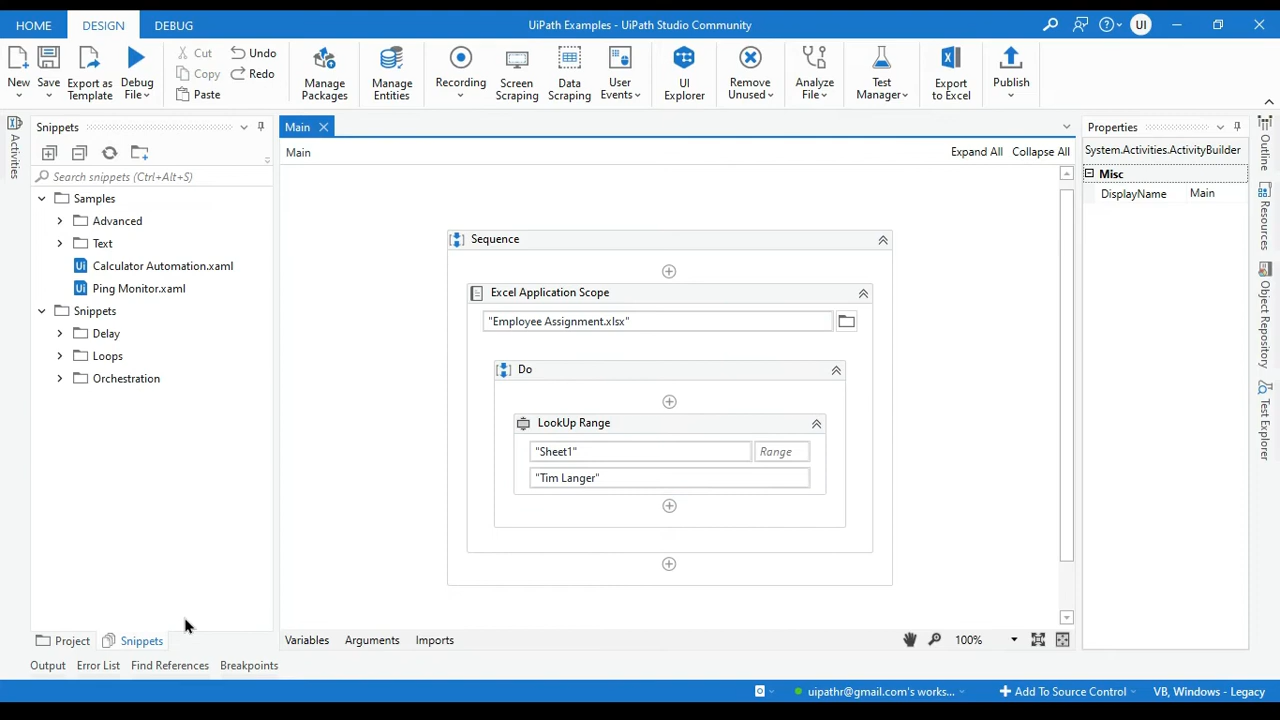 HOME DESIGN DEBUG UiPath Examples - UiPath Studio Community UI
New Save Export as Template Debug File Cut Copy Paste Undo Redo Manage Packages Manage Entities Recording Screen Scraping Data Scraping User Events UI Explorer Remove Unused Analyze File Test Manager Export to Excel Publish
Activities
Snippets
Search snippets (Ctrl+Alt+S)
Samples
Advanced
Text
Ui Calculator Automation.xaml
Ui Ping Monitor.xaml
Snippets
Delay
Loops
Orchestration
Project Snippets
Main
Main Expand All Collapse All
Sequence
Excel Application Scope
"Employee Assignment.xlsx"
Do
LookUp Range
"Sheet1" Range
"Tim Langer"
Variables Arguments Imports 100%
Properties
System.Activities.ActivityBuilder
Misc
DisplayName Main
Outline
Resources
Object Repository
Test Explorer
Output Error List Find References Breakpoints
uipathr@gmail.com's works... Add To Source Control VB, Windows - Legacy